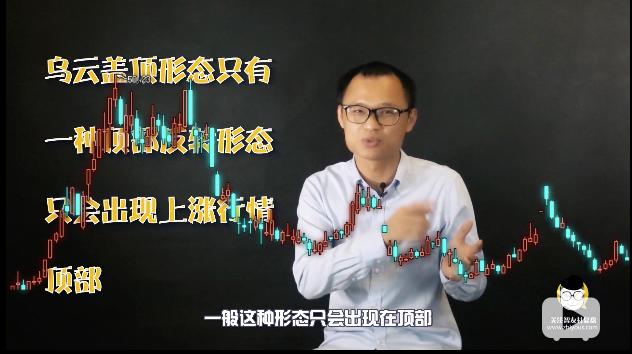 乌云盖顶形态只有
一种顶部反转形态
只会出现上涨行情
顶部
一般这种形态只会出现在顶部